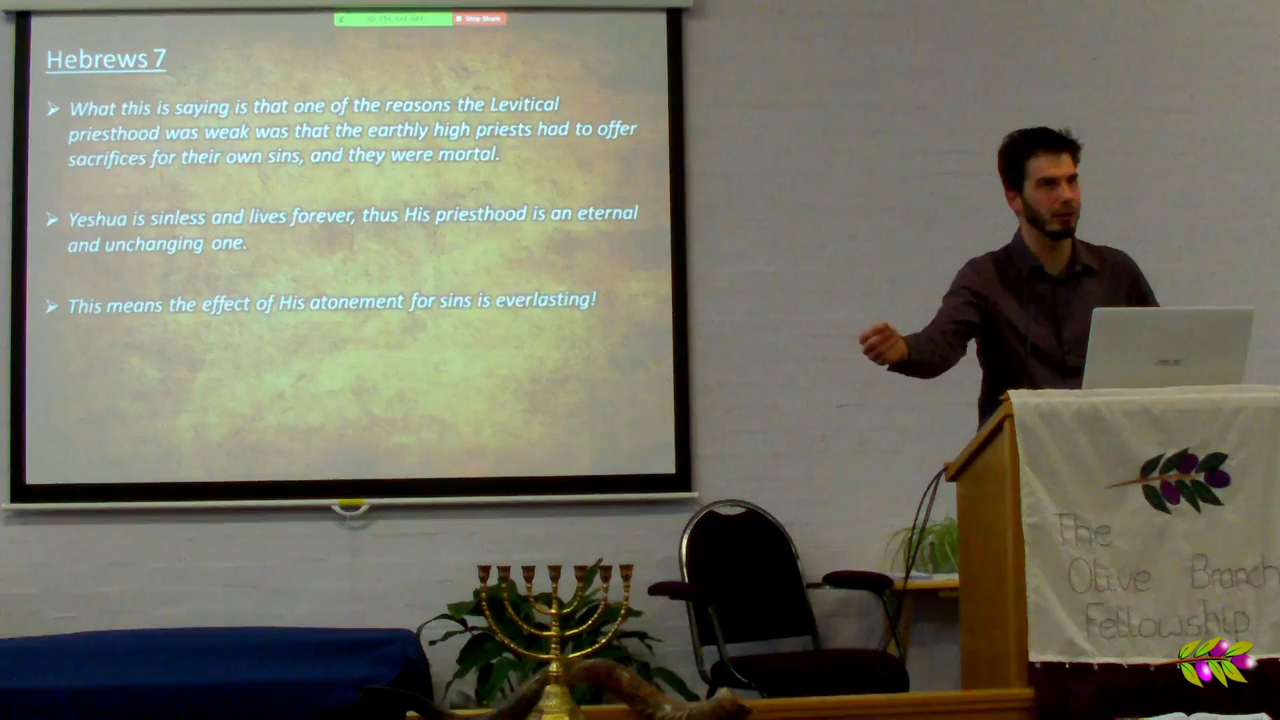 Stop Share
Hebrews 7
➢ What this is saying is that one of the reasons the Levitical
priesthood was weak was that the earthly high priests had to offer
sacrifices for their own sins, and they were mortal.
➢ Yeshua is sinless and lives forever, thus His priesthood is an eternal
and unchanging one.
➢ This means the effect of His atonement for sins is everlasting!
The
Olive Branch
Fellowship